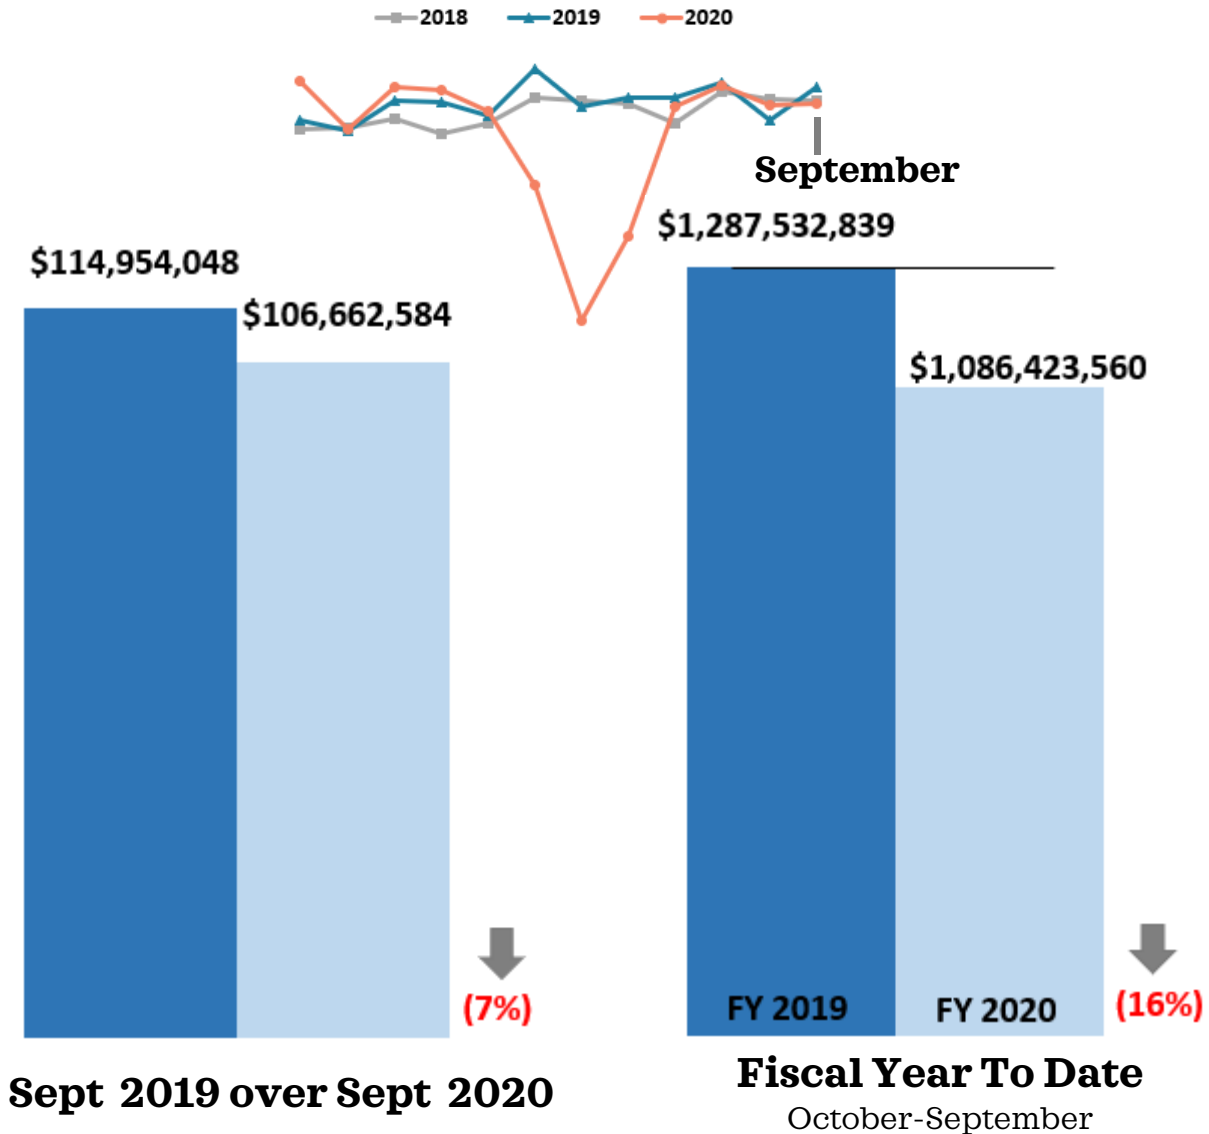 2018 2019 2020
September
$1,287,532,839
$114,954,048
$106,662,584
$1,086,423,560
(7%)
FY 2019
FY 2020
(16%)
Sept 2019 over Sept 2020
Fiscal Year To Date
October-September